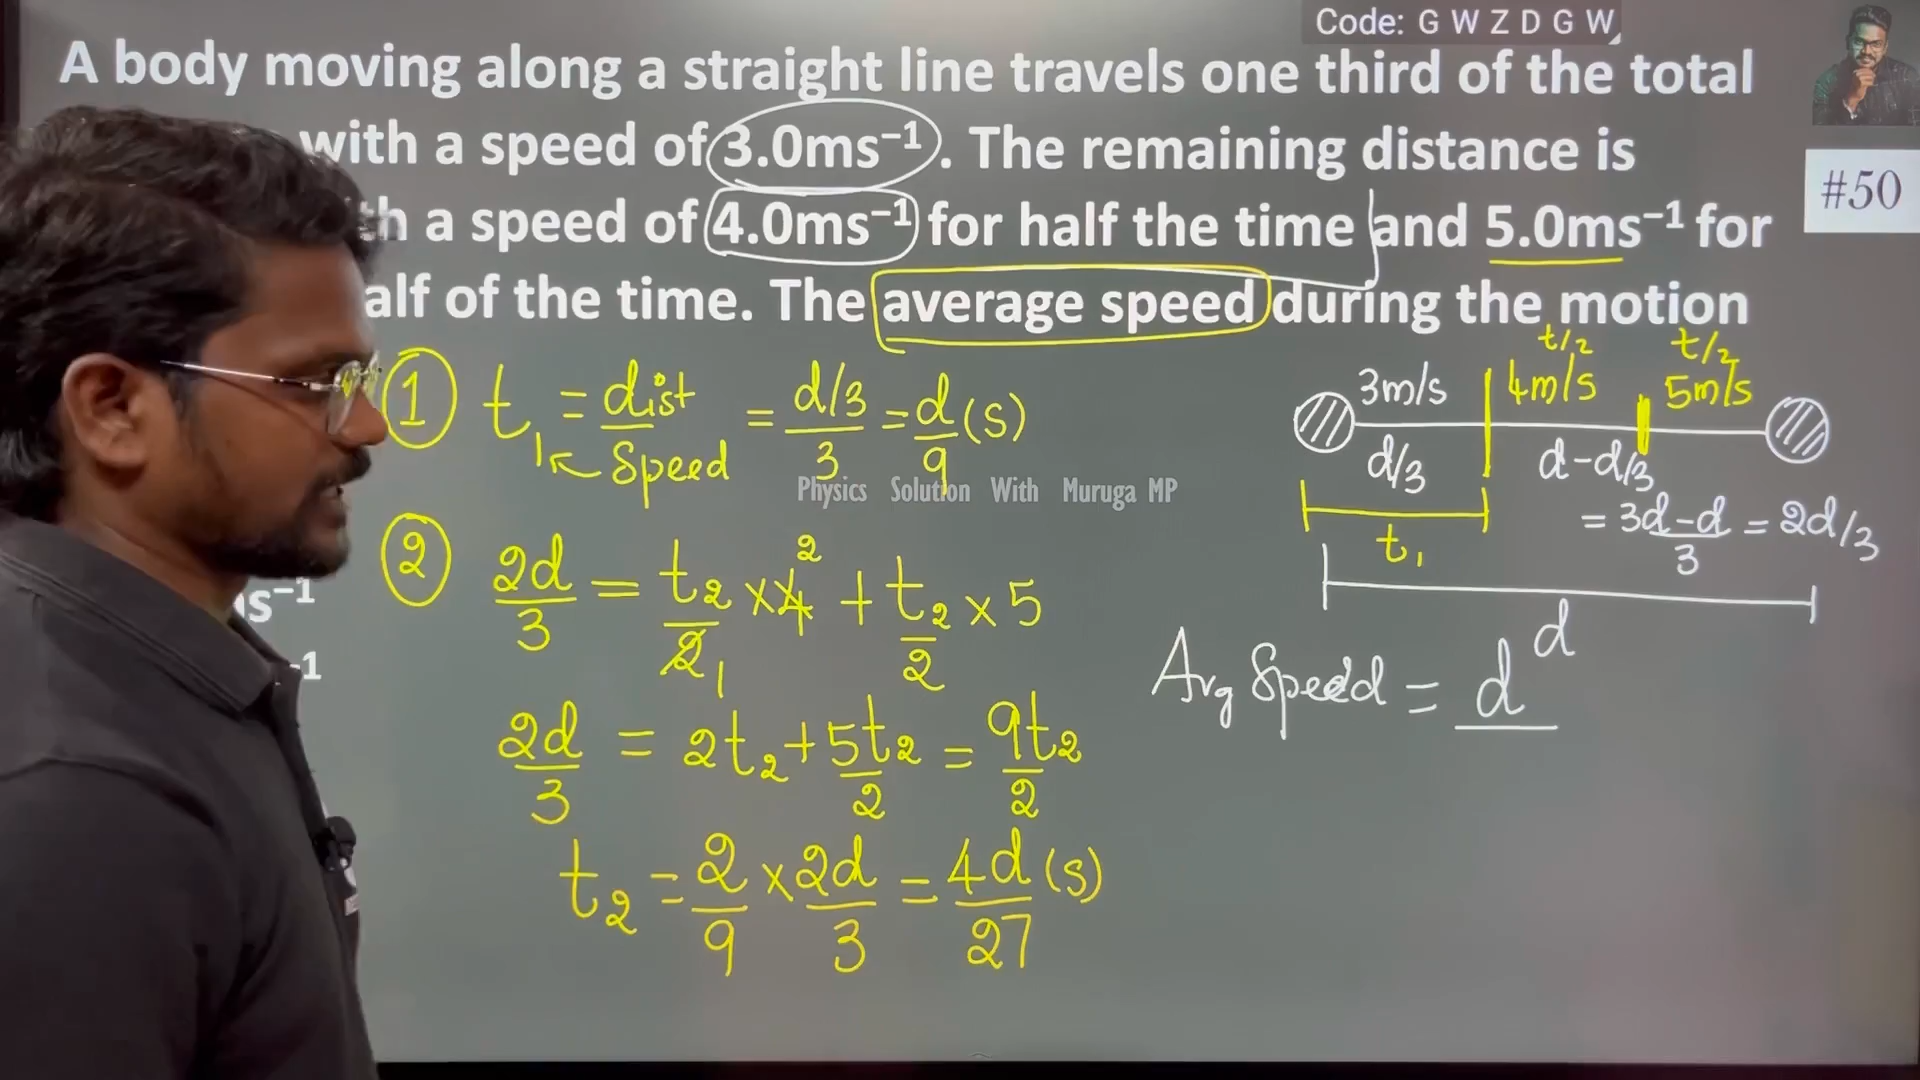 Code: G W Z D G W
A body moving along a straight line travels one third of the total
with a speed of 3.0ms⁻¹. The remaining distance is
#50
th a speed of 4.0ms⁻¹ for half the time and 5.0ms⁻¹ for
alf of the time. The average speed during the motion
① t₁ = dist/Speed = d/3/3 = d/9 (s)
t/2 t/2
3m/s 4m/s 5m/s
d/3 d-d/3
= 3d-d/3 = 2d/3
t₁
d
Physics Solution With Muruga MP
② 2d/3 = t₂/2 1 × 4 2 + t₂/2 × 5
s⁻¹
-1
Avg Speed = d
2d/3 = 2t₂ + 5t₂/2 = 9t₂/2
t₂ = 2/9 × 2d/3 = 4d/27 (s)